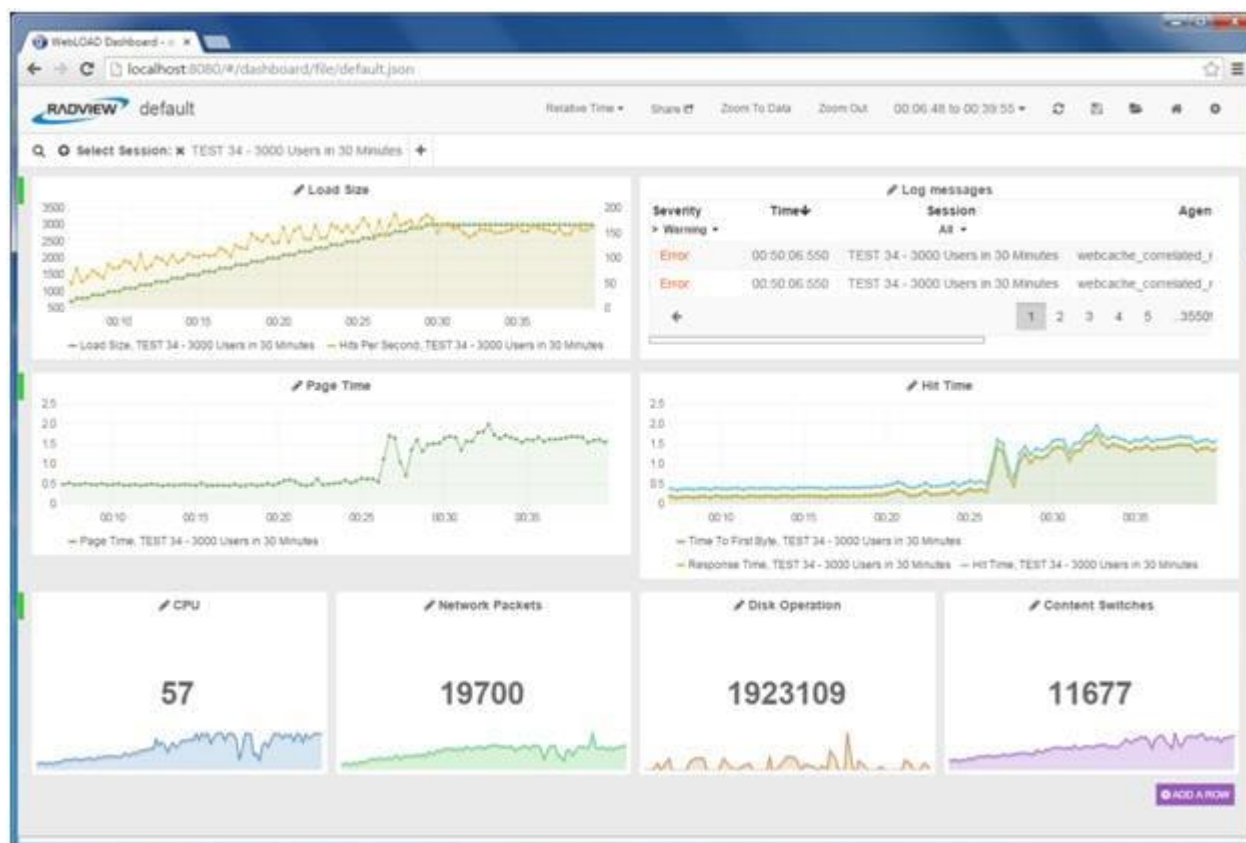 WebLOAD Dashboard -
localhost:8080/#/dashboard/file/default.json
RADVIEW default Relative Time Share Zoom To Data Zoom Out 00:06:48 to 00:39:55
Select Session: TEST 34 - 3000 Users in 30 Minutes +
Load Size
3500 200
3000
2500 150
2000 100
1500
1000 50
500 0
00:10 00:15 00:20 00:25 00:30 00:35
Load Size, TEST 34 - 3000 Users in 30 Minutes Hits Per Second, TEST 34 - 3000 Users in 30 Minutes
Log messages
Severity Time Session Agen
> Warning All
Error 00:50:06.550 TEST 34 - 3000 Users in 30 Minutes webcache_correlated_r
Error 00:50:06.550 TEST 34 - 3000 Users in 30 Minutes webcache_correlated_r
1 2 3 4 5
Page Time
2.5
2.0
1.5
1.0
0.5
0
00:10 00:15 00:20 00:25 00:30 00:35
Page Time, TEST 34 - 3000 Users in 30 Minutes
Hit Time
2.5
2.0
1.5
1.0
0.5
0
00:10 00:15 00:20 00:25 00:30 00:35
Time To First Byte, TEST 34 - 3000 Users in 30 Minutes
Response Time, TEST 34 - 3000 Users in 30 Minutes Hit Time, TEST 34 - 3000 Users in 30 Minutes
CPU
57
Network Packets
19700
Disk Operation
1923109
Content Switches
11677
ADD A ROW